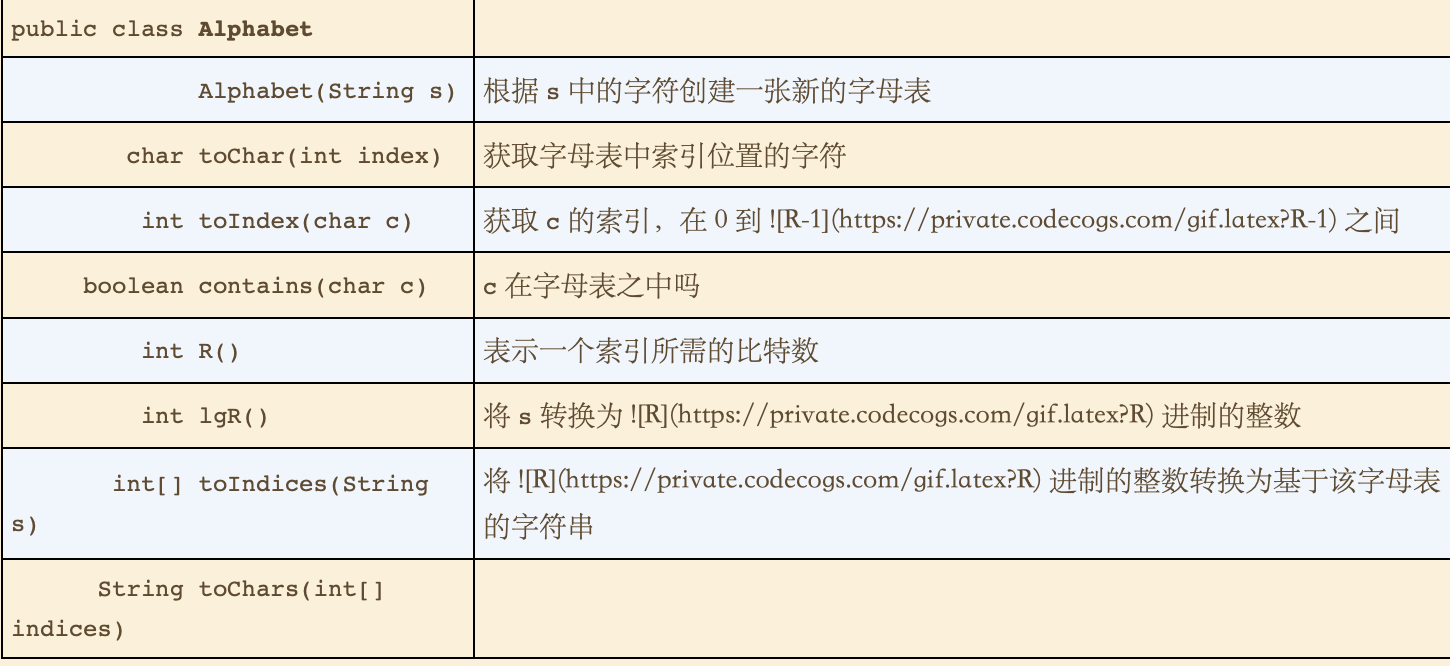 public class Alphabet
Alphabet(String s) 根据 s 中的字符创建一张新的字母表
char toChar(int index) 获取字母表中索引位置的字符
int toIndex(char c) 获取 c 的索引，在 0 到 ![R-1](https://private.codecogs.com/gif.latex?R-1) 之间
boolean contains(char c) c 在字母表之中吗
int R() 表示一个索引所需的比特数
int lgR() 将 s 转换为 ![R](https://private.codecogs.com/gif.latex?R) 进制的整数
int[] toIndices(String
s)
将 ![R](https://private.codecogs.com/gif.latex?R) 进制的整数转换为基于该字母表
的字符串
String toChars(int[]
indices)